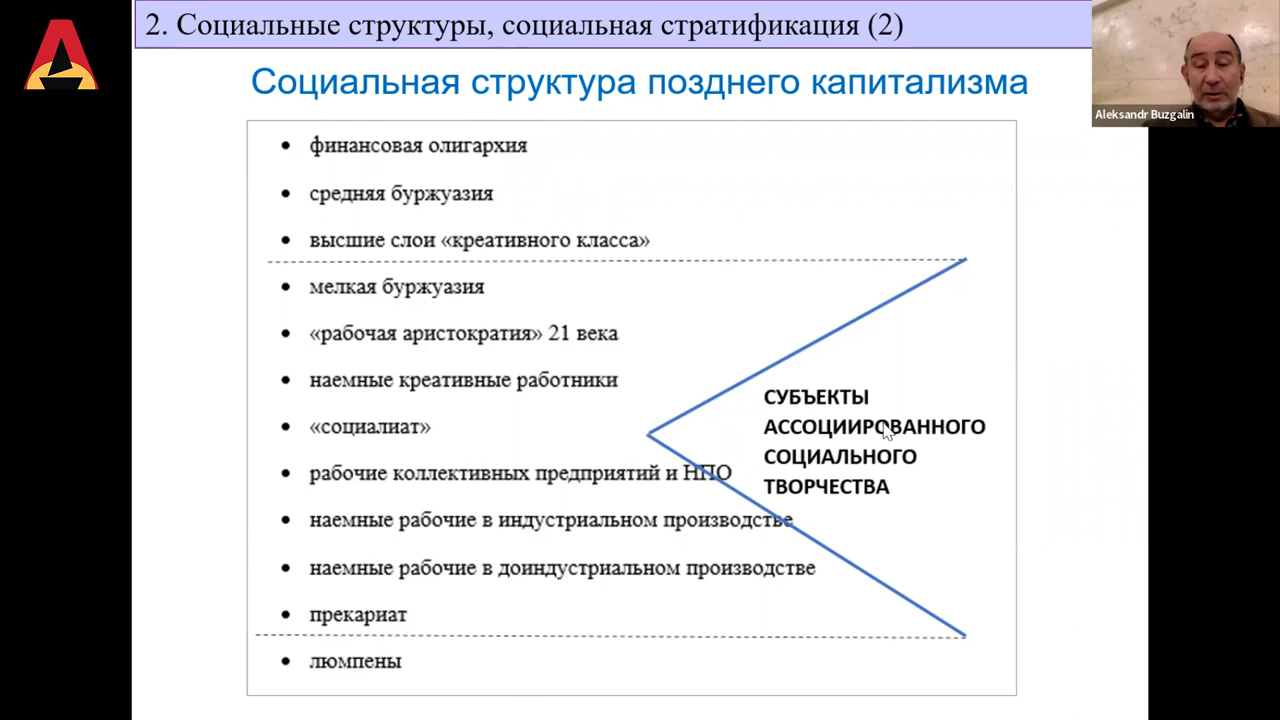 2. Социальные структуры, социальная стратификация (2)
Социальная структура позднего капитализма
Aleksandr Buzgalin
• финансовая олигархия
• средняя буржуазия
• высшие слои «креативного класса»
• мелкая буржуазия
• «рабочая аристократия» 21 века
• наемные креативные работники
• «социалиат»
• рабочие коллективных предприятий и НПО
• наемные рабочие в индустриальном производстве
• наемные рабочие в доиндустриальном производстве
• прекариат
• люмпены
СУБЪЕКТЫ
АССОЦИИРОВАННОГО
СОЦИАЛЬНОГО
ТВОРЧЕСТВА